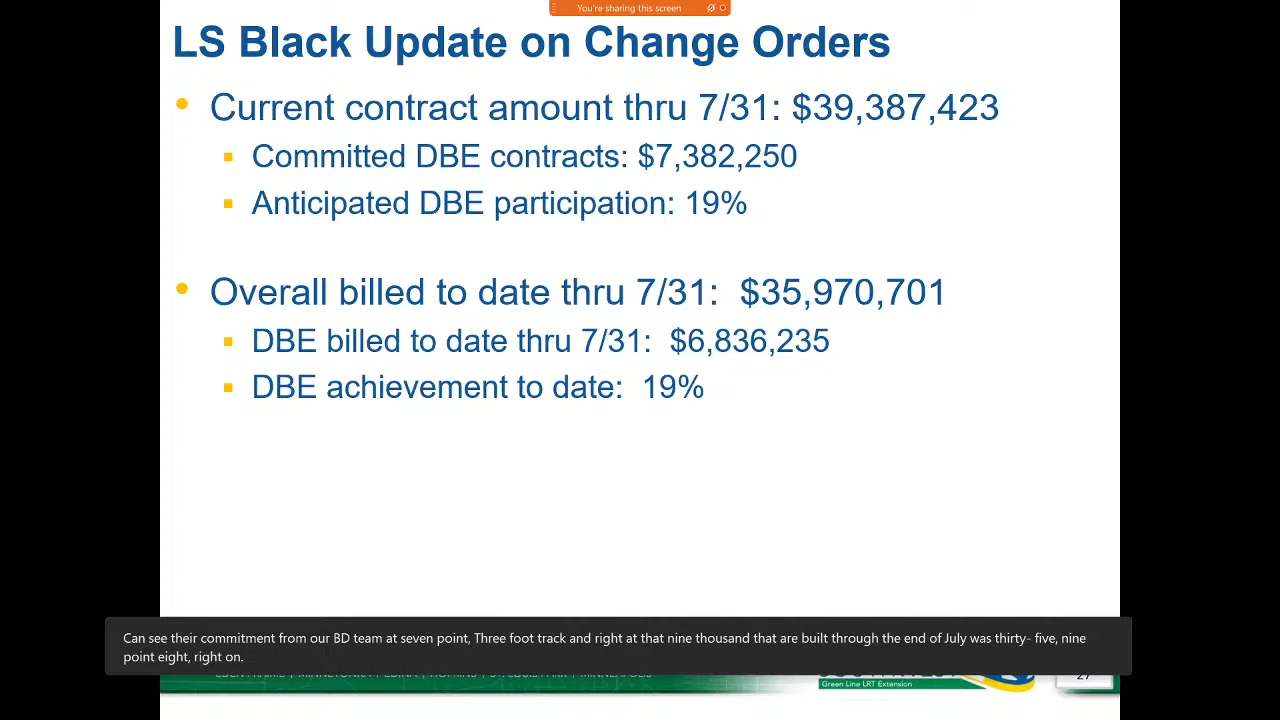 You're sharing this screen
LS Black Update on Change Orders
• Current contract amount thru 7/31: $39,387,423
▪ Committed DBE contracts: $7,382,250
▪ Anticipated DBE participation: 19%
• Overall billed to date thru 7/31:  $35,970,701
▪ DBE billed to date thru 7/31:  $6,836,235
▪ DBE achievement to date:  19%
Can see their commitment from our BD team at seven point, Three foot track and right at that nine thousand that are built through the end of July was thirty- five, nine
point eight, right on.
Green Line LRT Extension
27